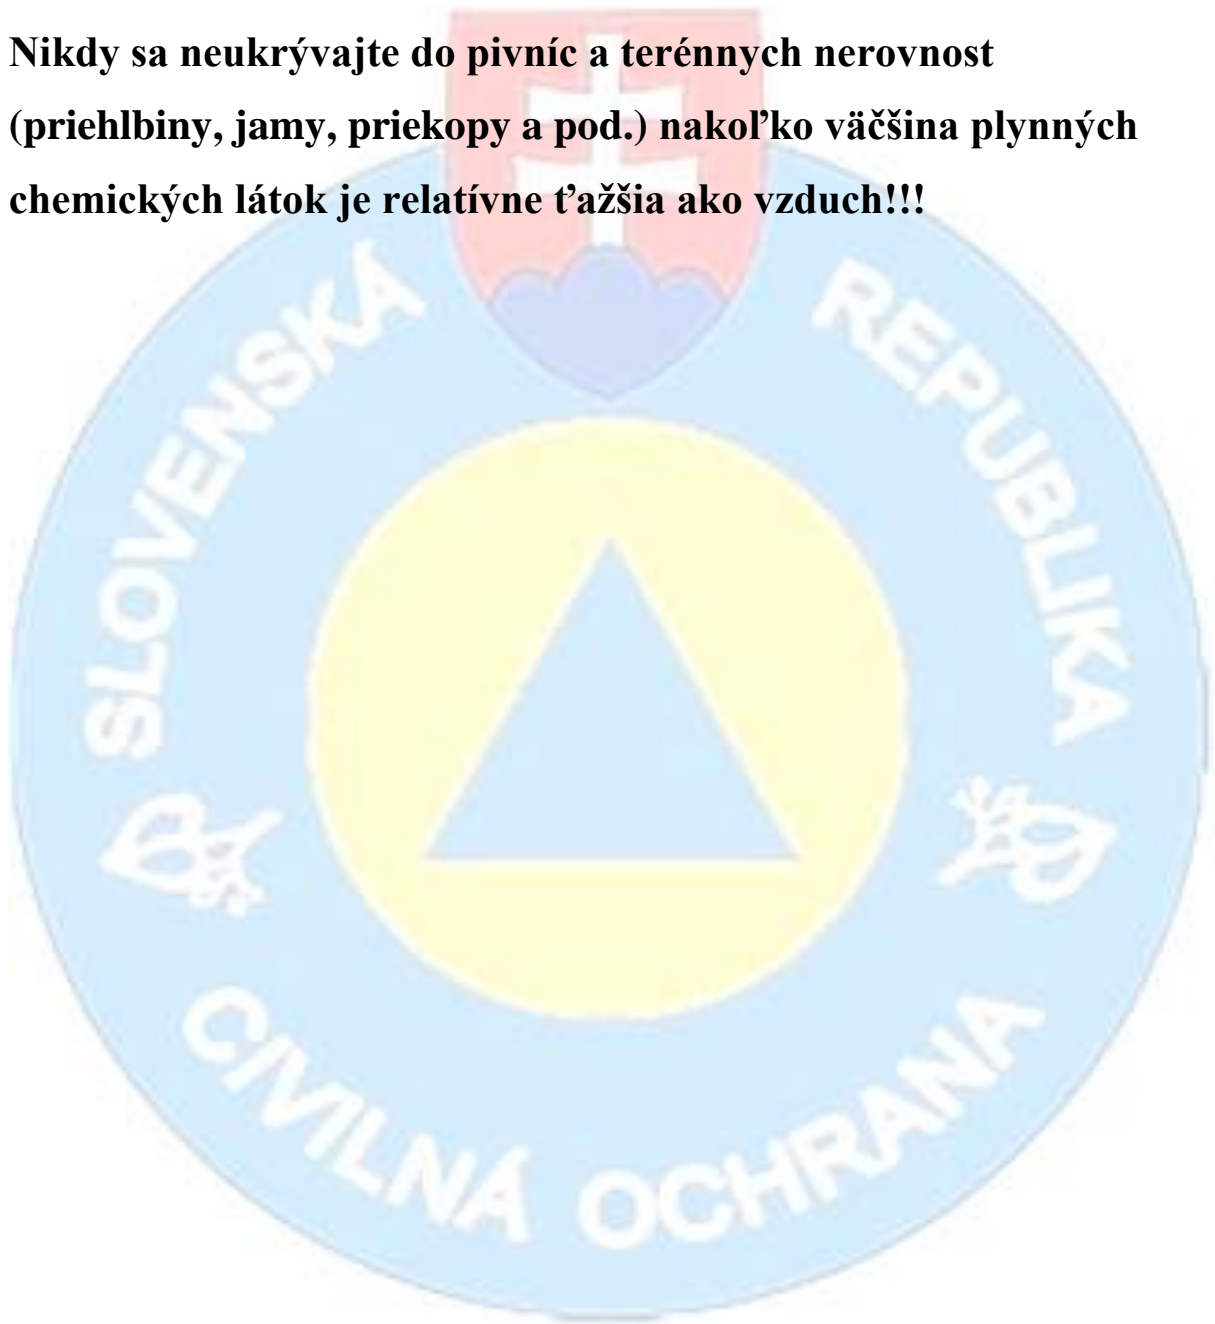 Nikdy sa neukrývajte do pivníc a terénnych nerovnost
(priehlbiny, jamy, priekopy a pod.) nakoľko väčšina plynných
chemických látok je relatívne ťažšia ako vzduch!!!
SLOVENSKÁ REPUBLIKA
CIVILNÁ OCHRANA